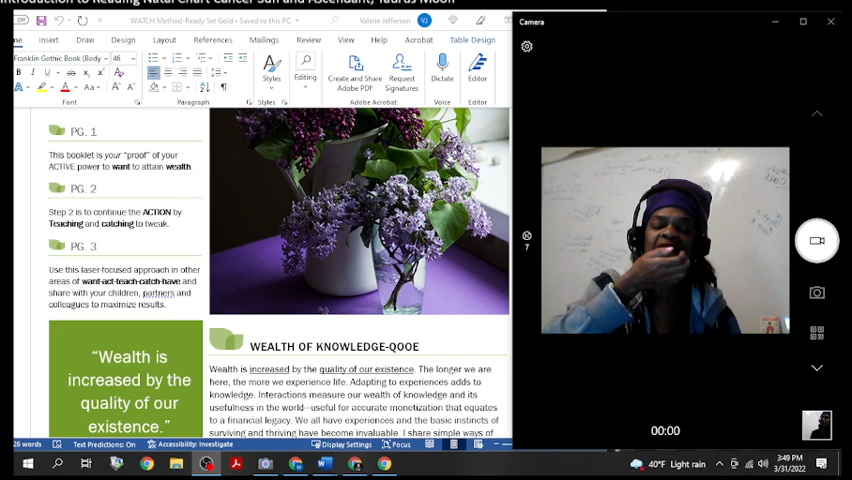 Introduction to Reading Natal Chart Cancer Sun and Ascendant, Taurus Moon
Off
WATCH Method-Ready Set Gold • Saved to this PC
Valerie Jefferson
VJ
Insert
Draw
Design
Layout
References
Mailings
Review
View
Help
Acrobat
Table Design
Franklin Gothic Book (Body
46
Styles
Editing
Create and Share
Adobe PDF
Request
Signatures
Dictate
Editor
Font
Paragraph
Styles
Adobe Acrobat
Voice
Editor
PG. 1
This booklet is your “proof” of your
ACTIVE power to want to attain wealth.
PG. 2
Step 2 is to continue the ACTION by
Teaching and catching to tweak.
PG. 3
Use this laser-focused approach in other
areas of want-act-teach-catch-have and
share with your children, partners and
colleagues to maximize results.
“Wealth is
increased by the
quality of our
existence.”
WEALTH OF KNOWLEDGE-QOOE
Wealth is increased by the quality of our existence. The longer we are
here, the more we experience life. Adapting to experiences adds to
knowledge. Interactions measure our wealth of knowledge and its
usefulness in the world—useful for accurate monetization that equates
to a financial legacy. We all have experiences and the basic instincts of
surviving and thriving have become invaluable. I share simple ways of
26 words
Text Predictions: On
Accessibility: Investigate
Display Settings
Focus
Camera
7
00:00
40°F Light rain
3:49 PM
3/31/2022